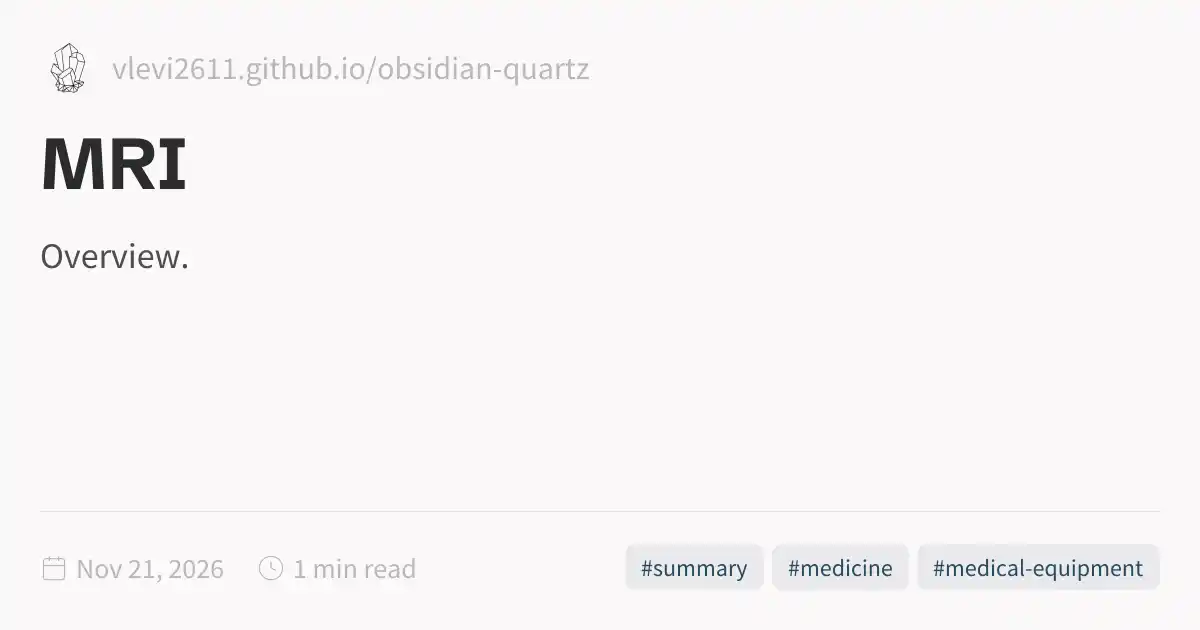 vlevi2611.github.io/obsidian-quartz
MRI
Overview.
Nov 21, 2026 1 min read #summary #medicine #medical-equipment